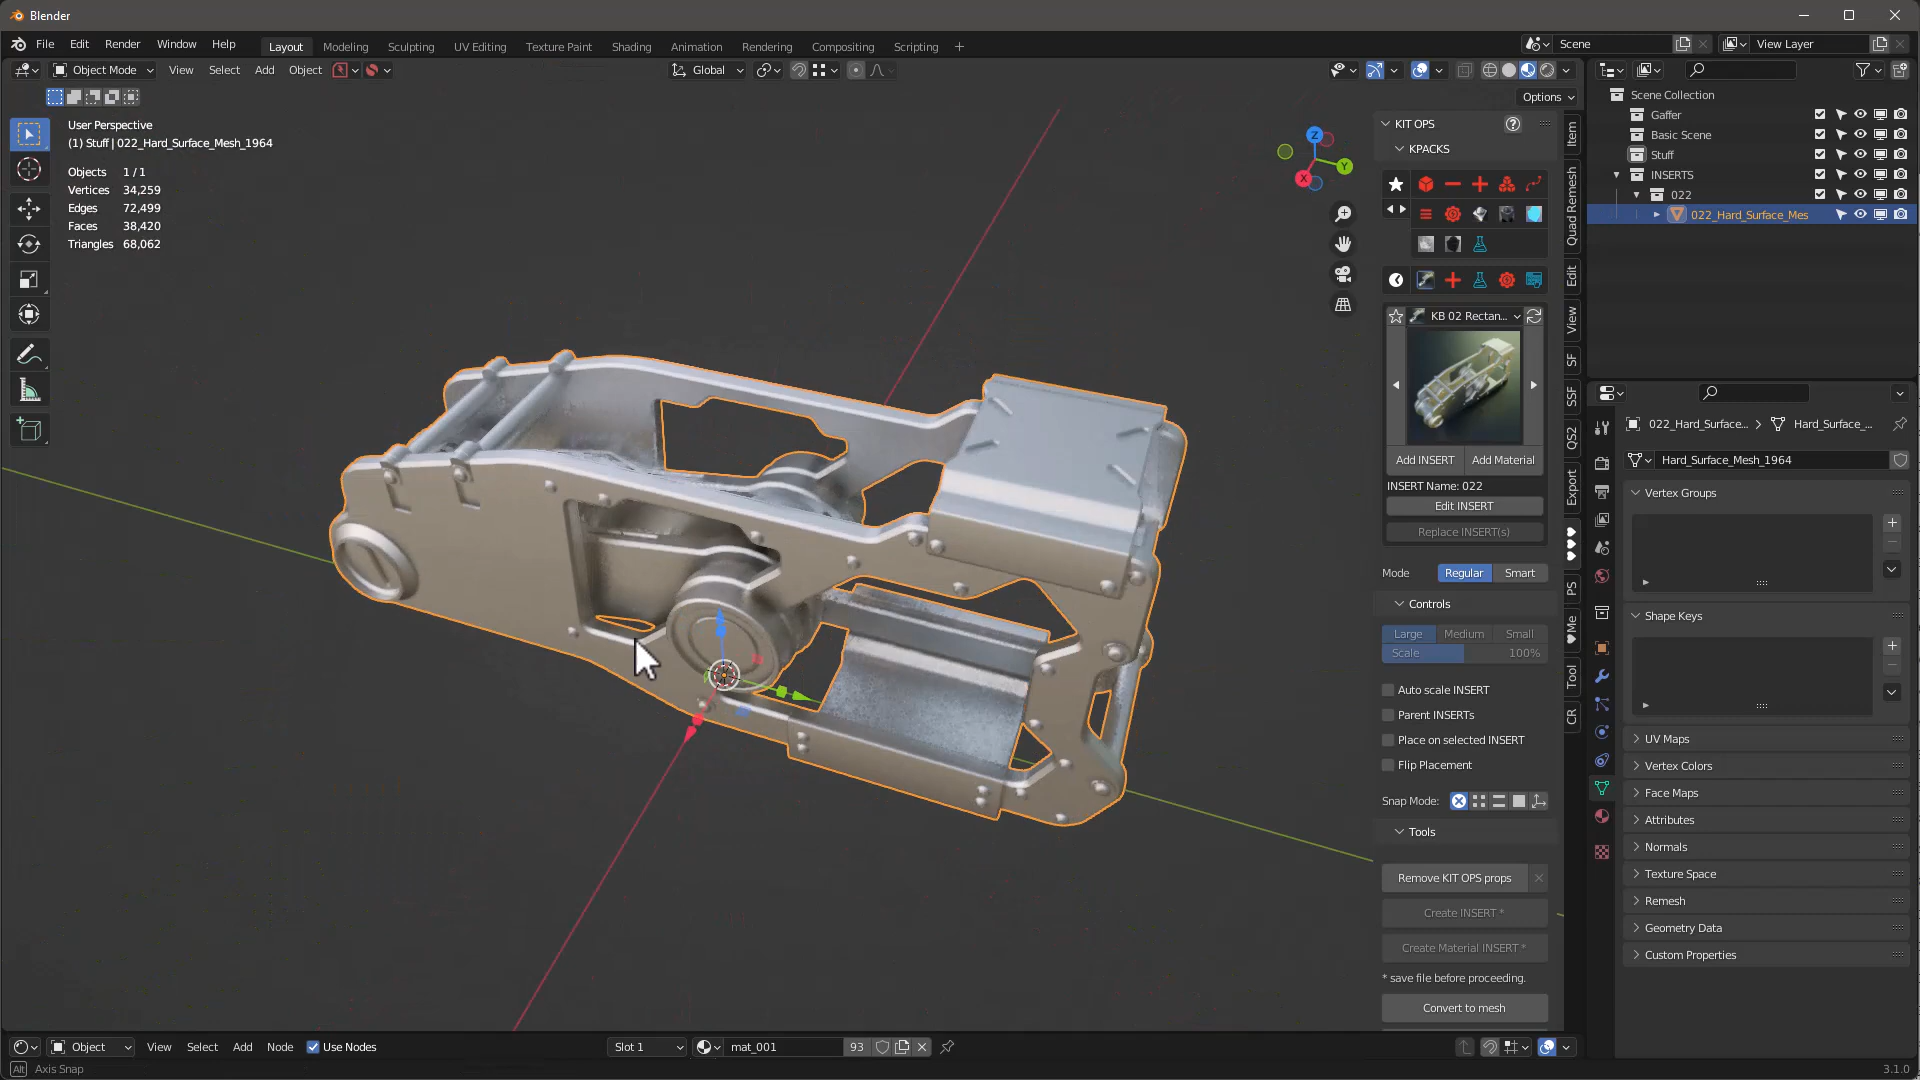 Blender
File Edit Render Window Help Layout Modeling Sculpting UV Editing Texture Paint Shading Animation Rendering Compositing Scripting + Scene View Layer
Object Mode View Select Add Object Global
Options
User Perspective
(1) Stuff | 022_Hard_Surface_Mesh_1964
Objects 1 / 1
Vertices 34,259
Edges 72,499
Faces 38,420
Triangles 68,062
Z
Y
X
KIT OPS
KPACKS
KB 02 Rectan...
Add INSERT Add Material
INSERT Name: 022
Edit INSERT
Replace INSERT(s)
Mode Regular Smart
Controls
Large Medium Small
Scale 100%
Auto scale INSERT
Parent INSERTs
Place on selected INSERT
Flip Placement
Snap Mode:
Tools
Remove KIT OPS props
Create INSERT *
Create Material INSERT *
* save file before proceeding.
Convert to mesh
Item
Quad Remesh
Edit
View
SF
SSF
QS2
Export
♥♥♥
PS
♥Me
Tool
CR
Scene Collection
Gaffer
Basic Scene
Stuff
INSERTS
022
022_Hard_Surface_Mes
022_Hard_Surface... > Hard_Surface_...
Hard_Surface_Mesh_1964
Vertex Groups
Shape Keys
UV Maps
Vertex Colors
Face Maps
Attributes
Normals
Texture Space
Remesh
Geometry Data
Custom Properties
Object View Select Add Node Use Nodes Slot 1 mat_001 93
Alt Axis Snap 3.1.0